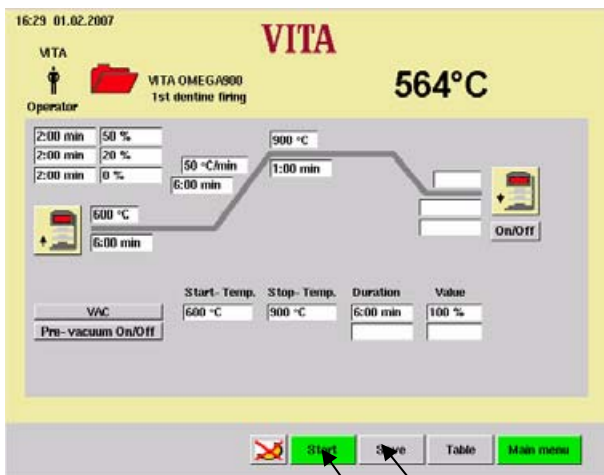 16:29 01.02.2007
VITA
VITA
Operator
VITA OMEGA900
1st dentine firing
564°C
2:00 min 50 %
2:00 min 20 %
2:00 min 0 %
50 °C/min
6:00 min
900 °C
1:00 min
600 °C
6:00 min
On/Off
Start-Temp. Stop-Temp. Duration Value
VAC 600 °C 900 °C 6:00 min 100 %
Pre-vacuum On/Off
Start Save Table Main menu